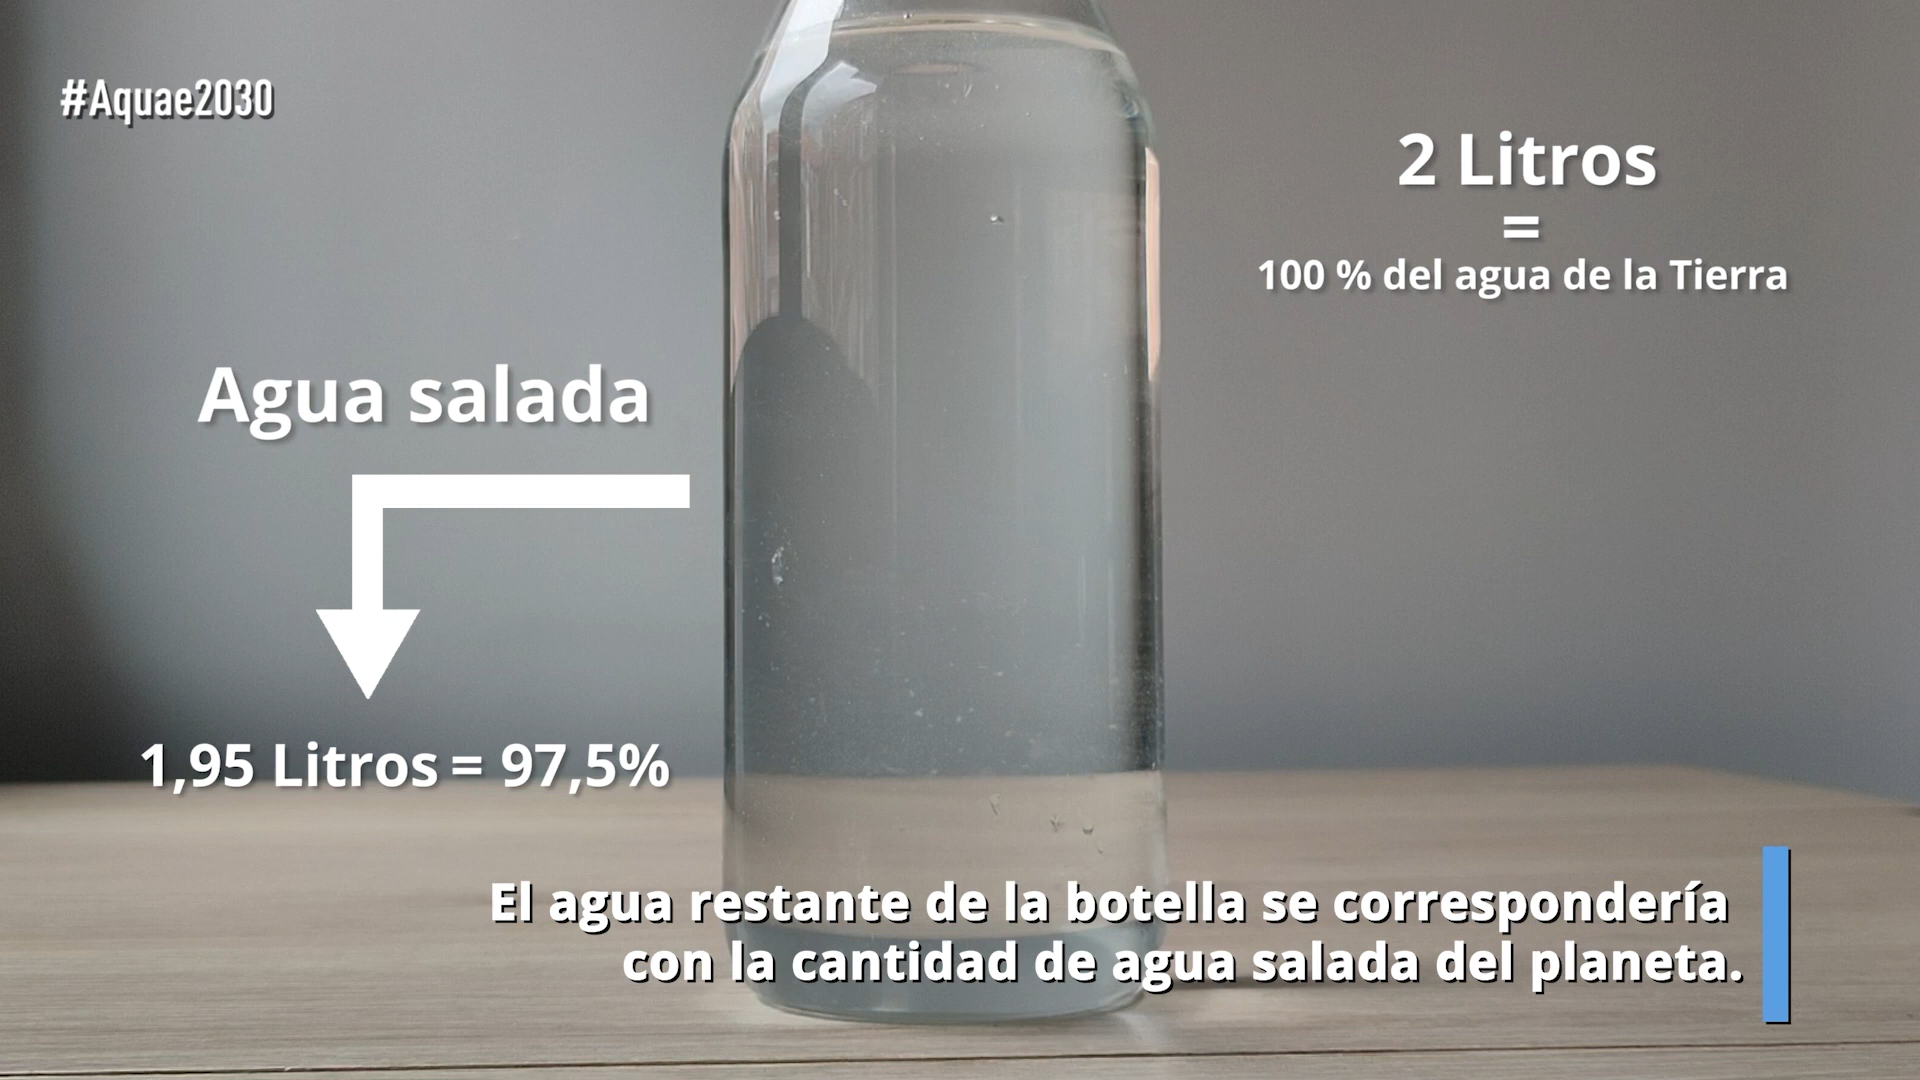 #Aquae2030
2 Litros
=
100 % del agua de la Tierra
Agua salada
1,95 Litros = 97,5%
El agua restante de la botella se correspondería
con la cantidad de agua salada del planeta.